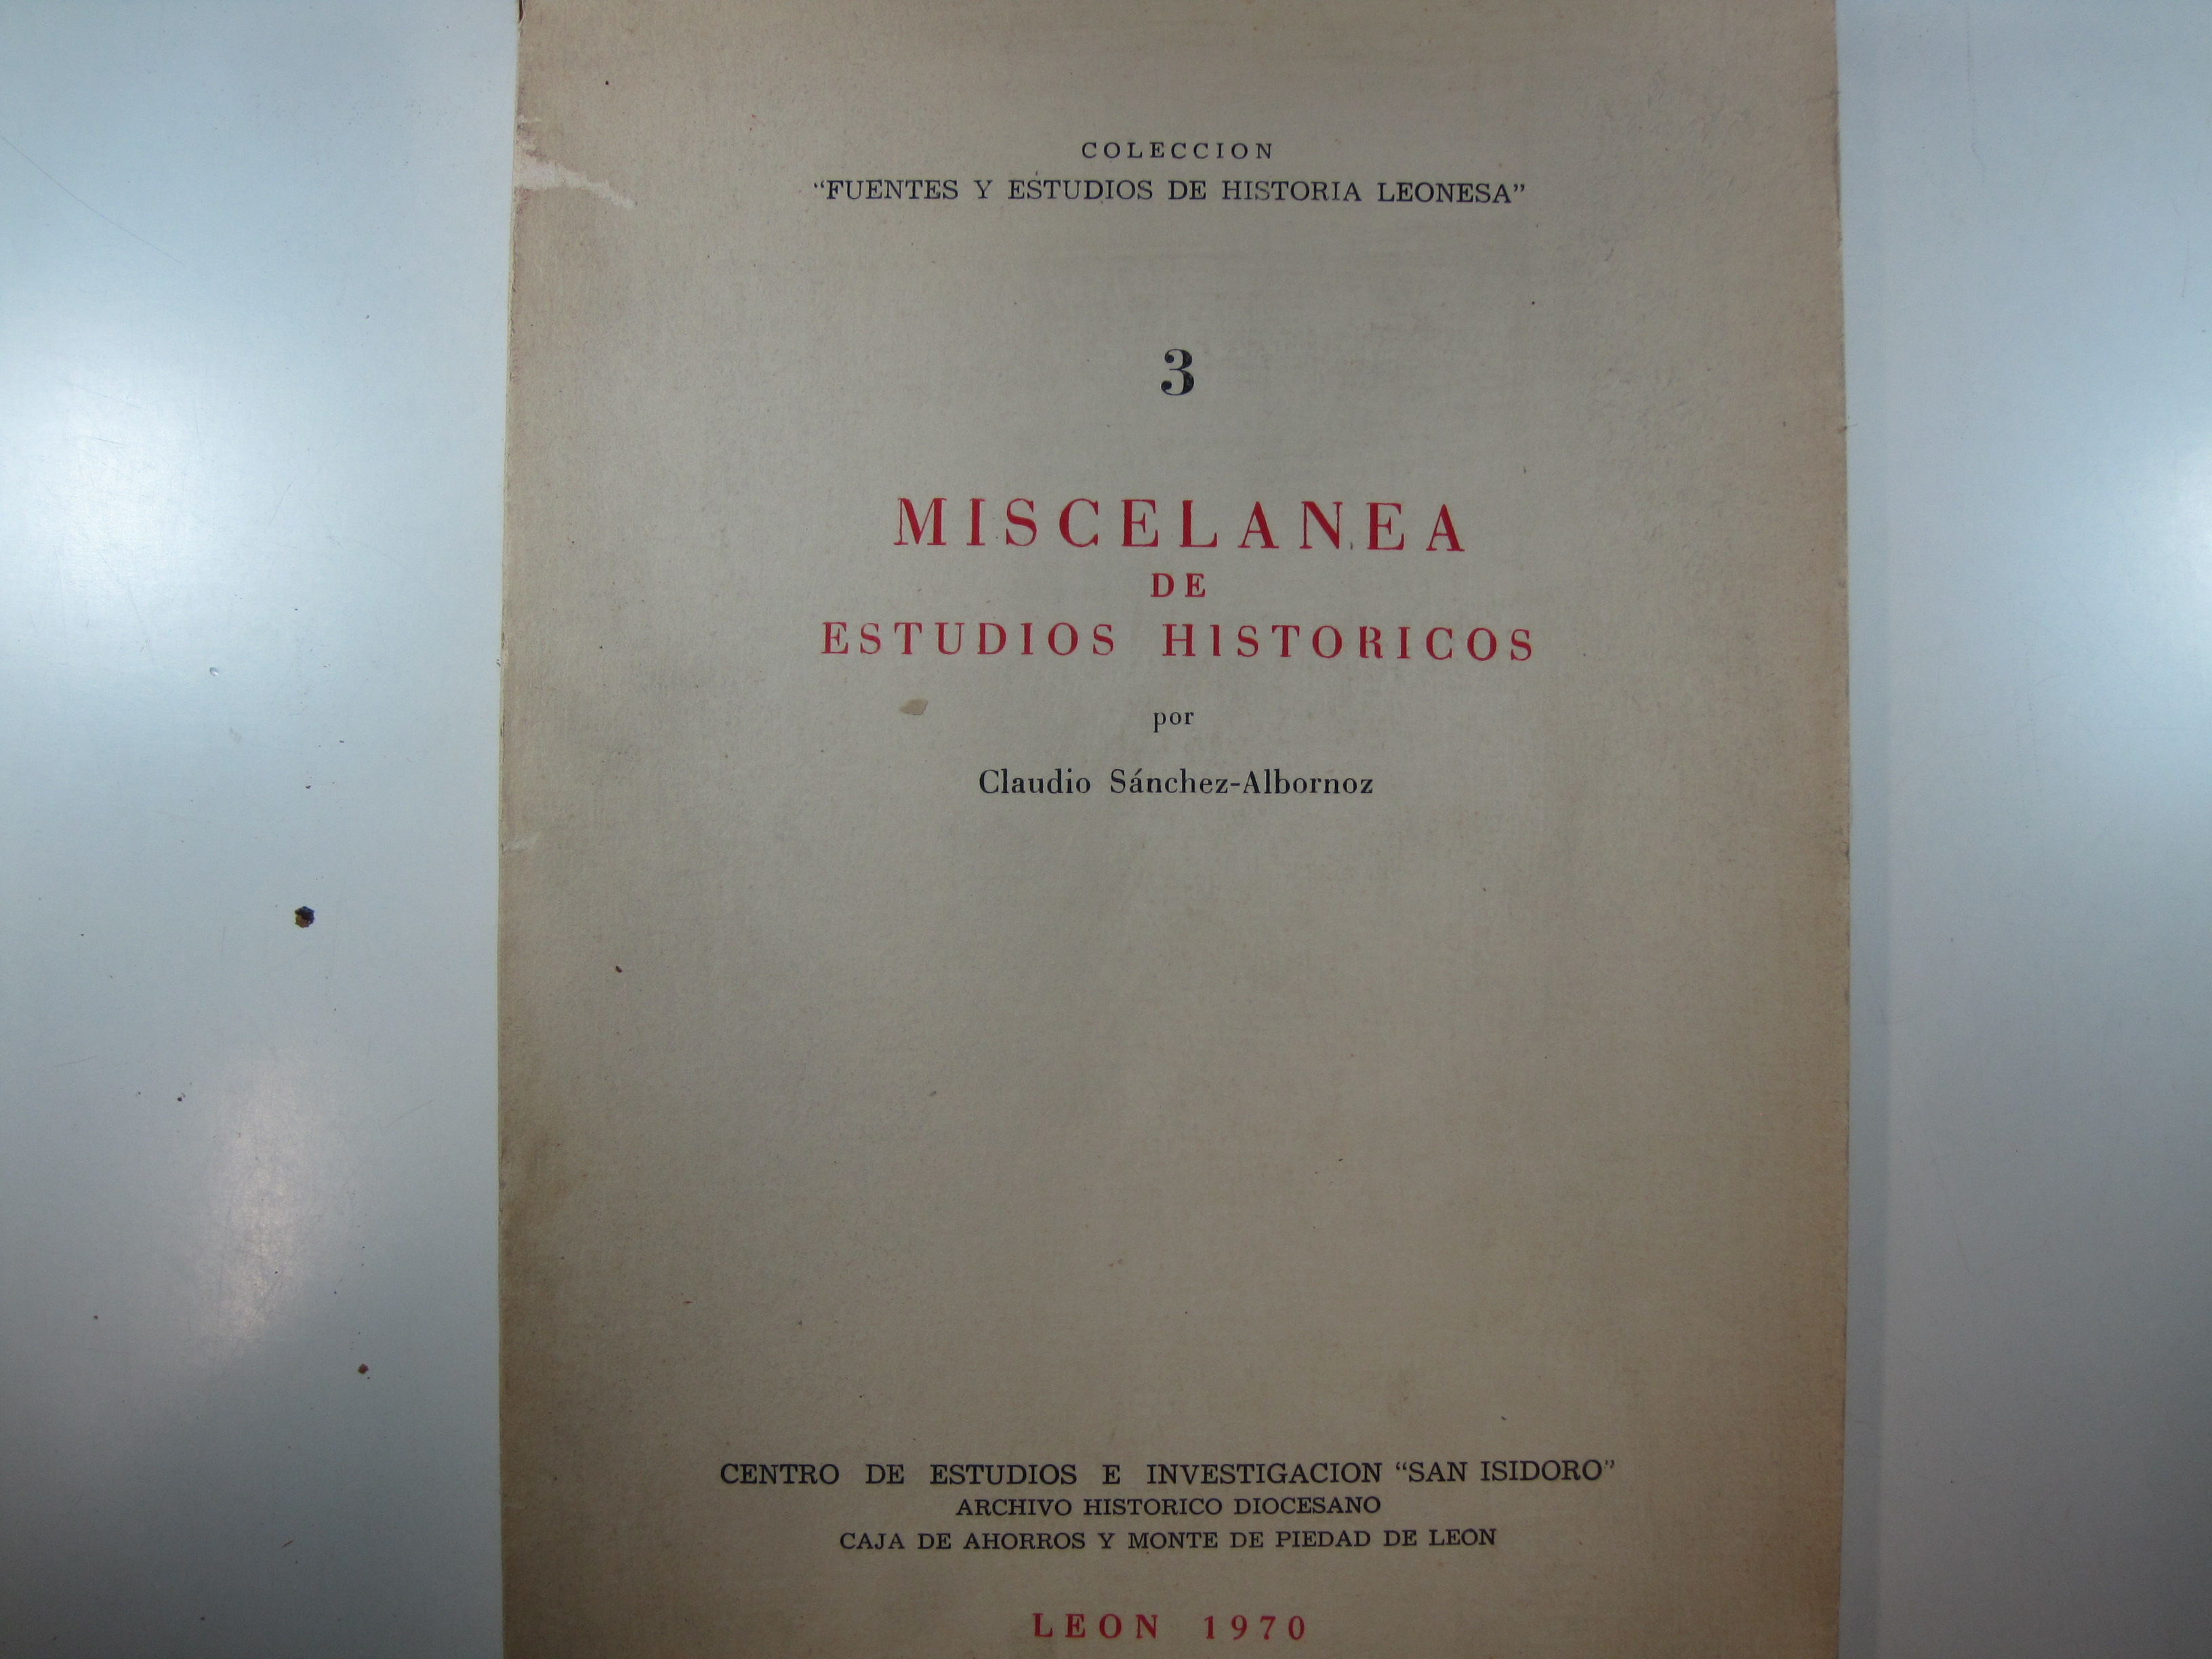 COLECCION
“FUENTES Y ESTUDIOS DE HISTORIA LEONESA”
3
MISCELANEA
DE
ESTUDIOS HISTORICOS
por
Claudio Sánchez-Albornoz
CENTRO DE ESTUDIOS E INVESTIGACION “SAN ISIDORO”
ARCHIVO HISTORICO DIOCESANO
CAJA DE AHORROS Y MONTE DE PIEDAD DE LEON
LEON 1970